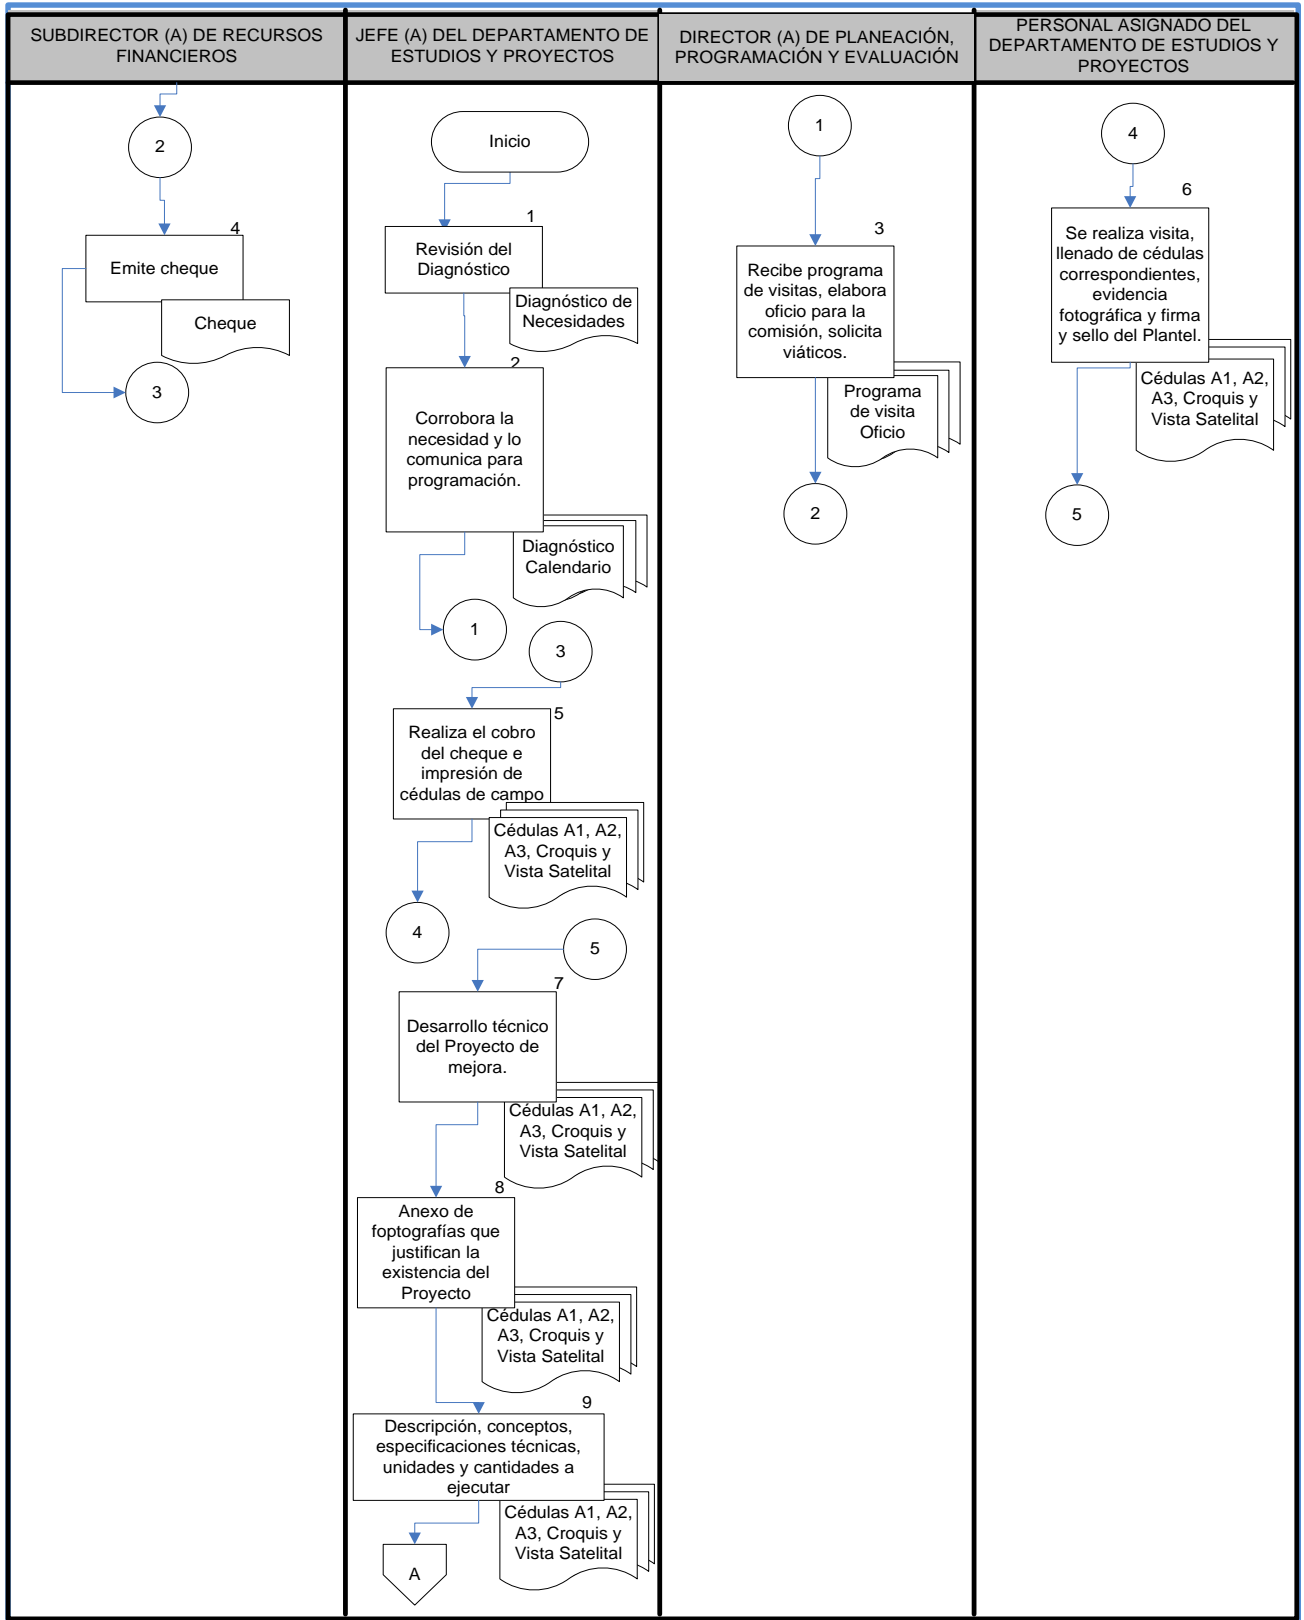 SUBDIRECTOR (A) DE RECURSOS
FINANCIEROS
JEFE (A) DEL DEPARTAMENTO DE
ESTUDIOS Y PROYECTOS
DIRECTOR (A) DE PLANEACIÓN,
PROGRAMACIÓN Y EVALUACIÓN
PERSONAL ASIGNADO DEL
DEPARTAMENTO DE ESTUDIOS Y
PROYECTOS
2
4
Emite cheque
Cheque
3
Inicio
1
Revisión del
Diagnóstico
Diagnóstico de
Necesidades
2
Corrobora la
necesidad y lo
comunica para
programación.
Diagnóstico
Calendario
1
3
5
Realiza el cobro
del cheque e
impresión de
cédulas de campo
Cédulas A1, A2,
A3, Croquis y
Vista Satelital
4
5
7
Desarrollo técnico
del Proyecto de
mejora.
Cédulas A1, A2,
A3, Croquis y
Vista Satelital
8
Anexo de
foptografías que
justifican la
existencia del
Proyecto
Cédulas A1, A2,
A3, Croquis y
Vista Satelital
9
Descripción, conceptos,
especificaciones técnicas,
unidades y cantidades a
ejecutar
Cédulas A1, A2,
A3, Croquis y
Vista Satelital
A
1
3
Recibe programa
de visitas, elabora
oficio para la
comisión, solicita
viáticos.
Programa
de visita
Oficio
2
4
6
Se realiza visita,
llenado de cédulas
correspondientes,
evidencia
fotográfica y firma
y sello del Plantel.
Cédulas A1, A2,
A3, Croquis y
Vista Satelital
5